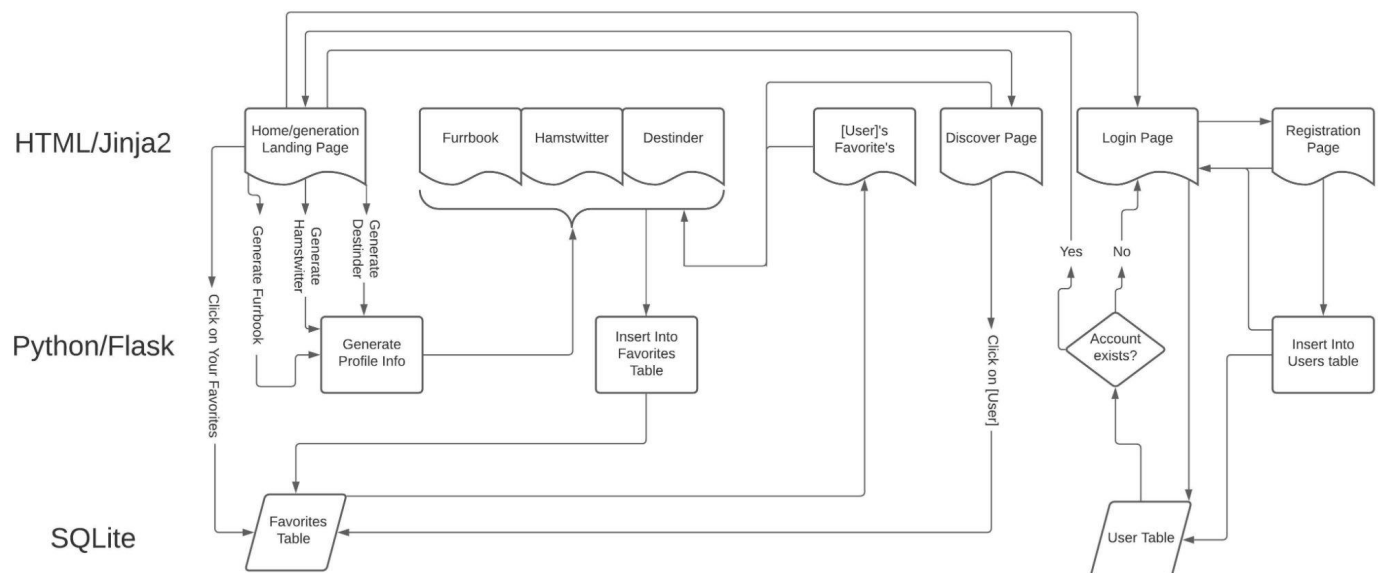 HTML/Jinja2
Home/generation
Landing Page
Furrbook
Hamstwitter
Destinder
[User]'s
Favorite's
Discover Page
Login Page
Registration
Page
Generate Furrbook
Generate
Hamstwitter
Generate
Destinder
Click on Your Favorites
Yes
No
Python/Flask
Generate
Profile Info
Insert Into
Favorites
Table
Click on [User]
Account
exists?
Insert Into
Users table
SQLite
Favorites
Table
User Table